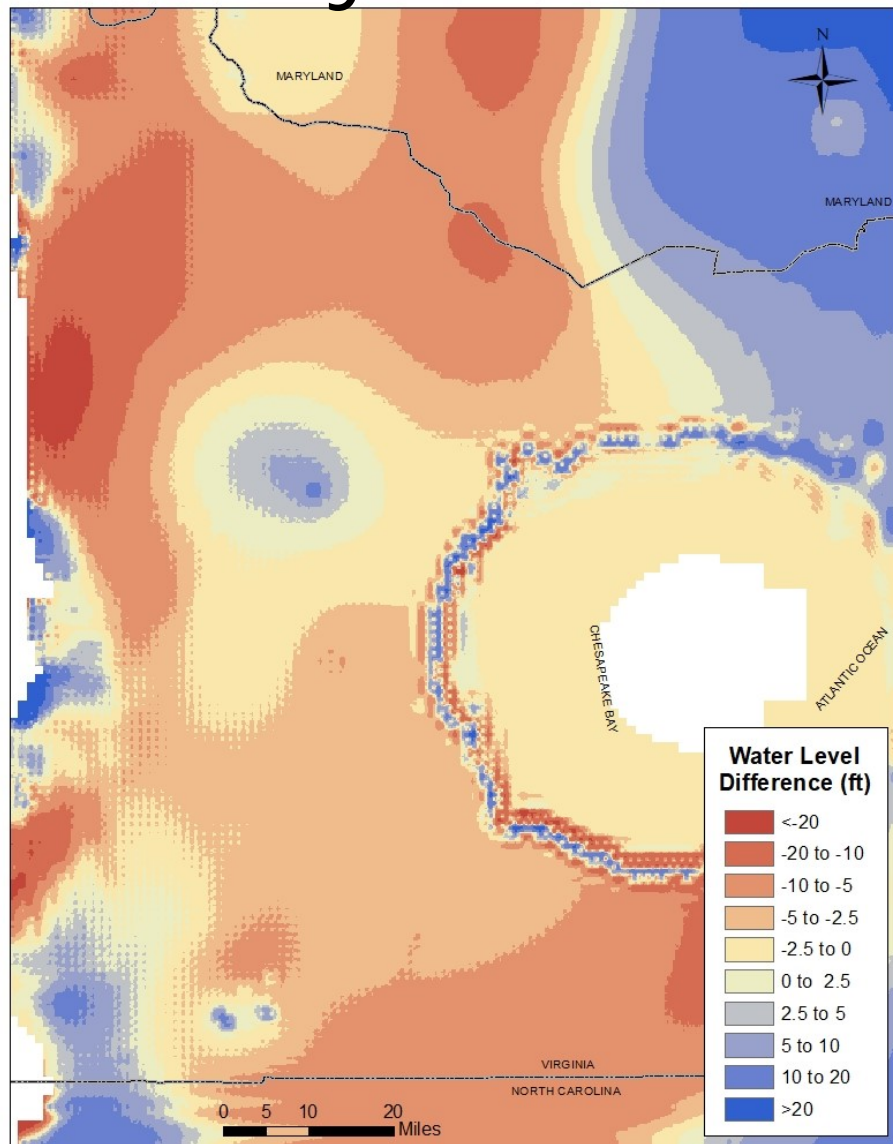 N
MARYLAND
MARYLAND
CHESAPEAKE BAY
ATLANTIC OCEAN
Water Level
Difference (ft)
<-20
-20 to -10
-10 to -5
-5 to -2.5
-2.5 to 0
0 to 2.5
2.5 to 5
5 to 10
10 to 20
>20
VIRGINIA
NORTH CAROLINA
0 5 10 20
Miles